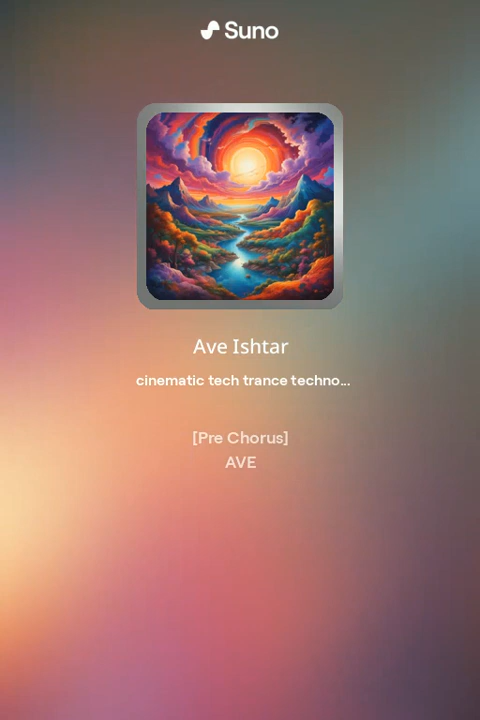 Suno
Ave Ishtar
cinematic tech trance techno...
[Pre Chorus]
AVE